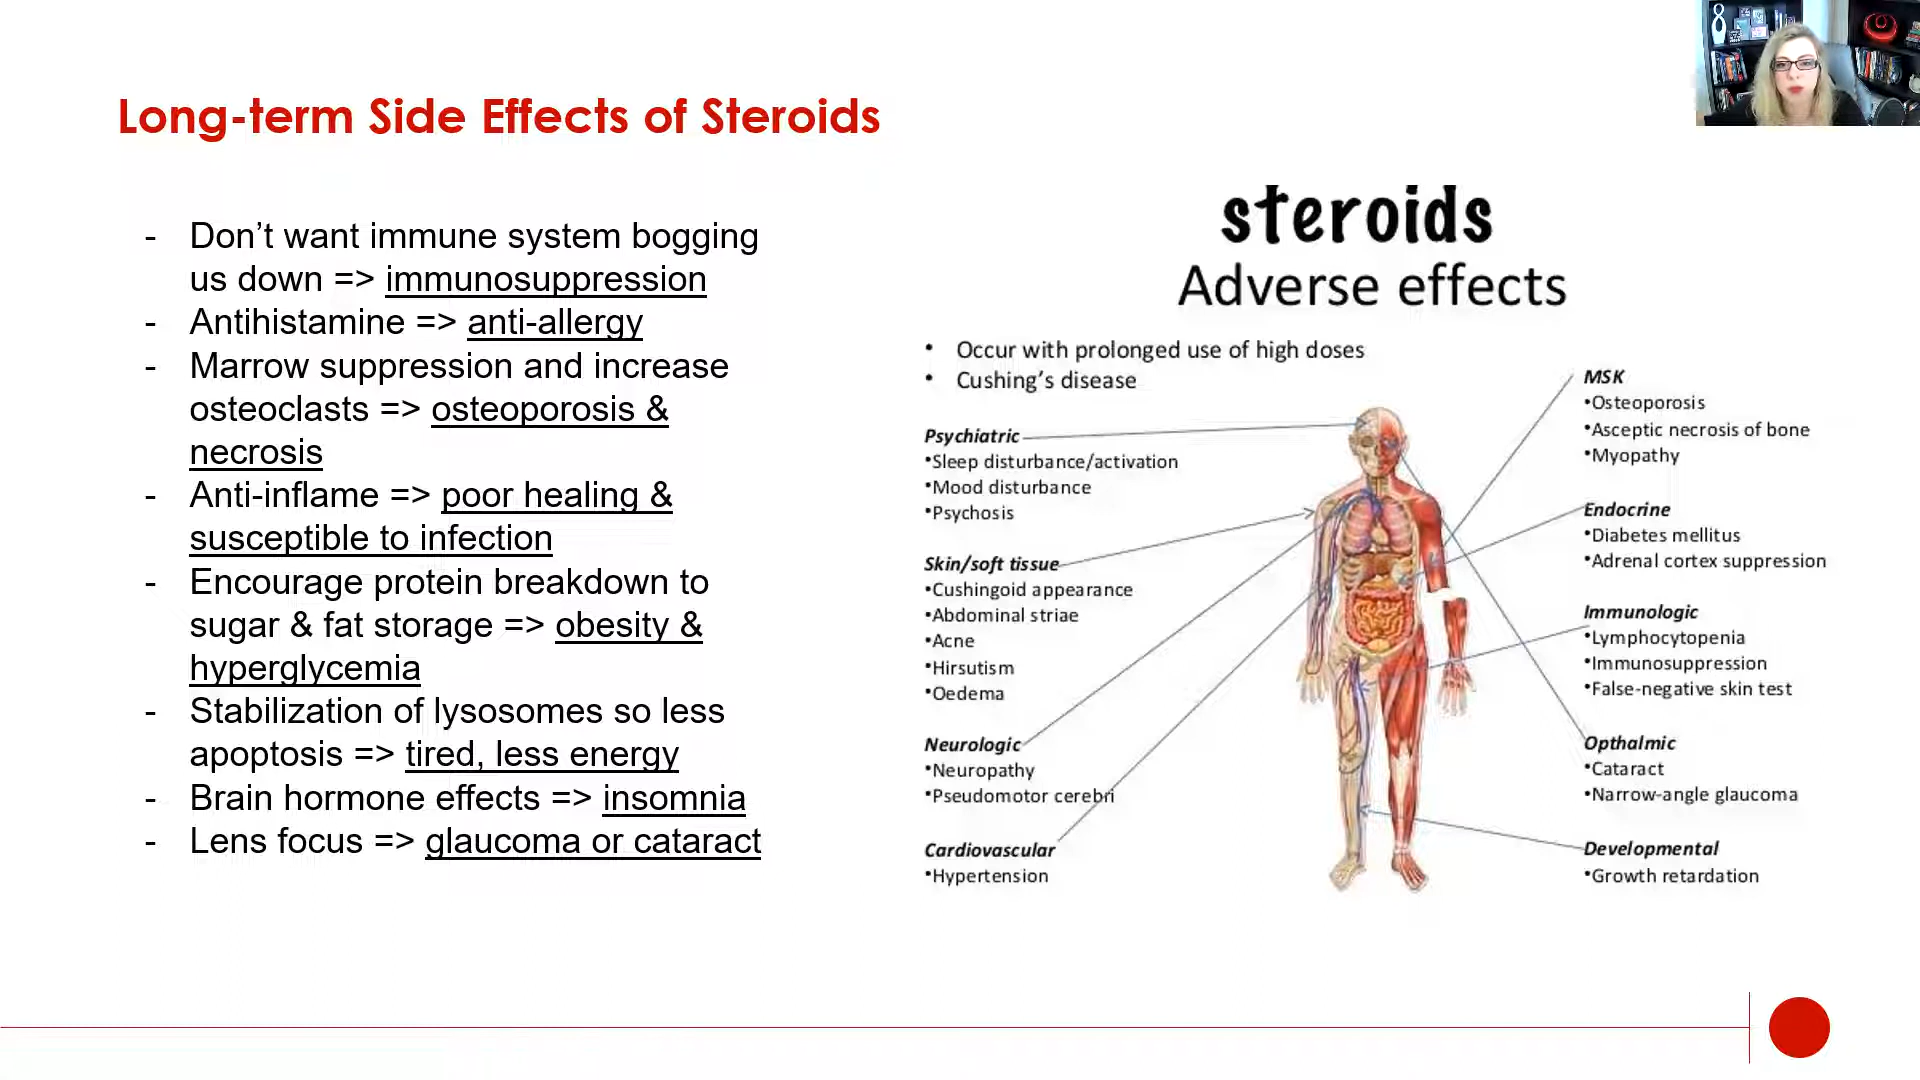 Long-term Side Effects of Steroids
- Don’t want immune system bogging
us down => immunosuppression
- Antihistamine => anti-allergy
- Marrow suppression and increase
osteoclasts => osteoporosis &
necrosis
- Anti-inflame => poor healing &
susceptible to infection
- Encourage protein breakdown to
sugar & fat storage => obesity &
hyperglycemia
- Stabilization of lysosomes so less
apoptosis => tired, less energy
- Brain hormone effects => insomnia
- Lens focus => glaucoma or cataract
steroids
Adverse effects
• Occur with prolonged use of high doses
• Cushing’s disease
Psychiatric
•Sleep disturbance/activation
•Mood disturbance
•Psychosis
Skin/soft tissue
•Cushingoid appearance
•Abdominal striae
•Acne
•Hirsutism
•Oedema
Neurologic
•Neuropathy
•Pseudomotor cerebri
Cardiovascular
•Hypertension
MSK
•Osteoporosis
•Asceptic necrosis of bone
•Myopathy
Endocrine
•Diabetes mellitus
•Adrenal cortex suppression
Immunologic
•Lymphocytopenia
•Immunosuppression
•False-negative skin test
Opthalmic
•Cataract
•Narrow-angle glaucoma
Developmental
•Growth retardation